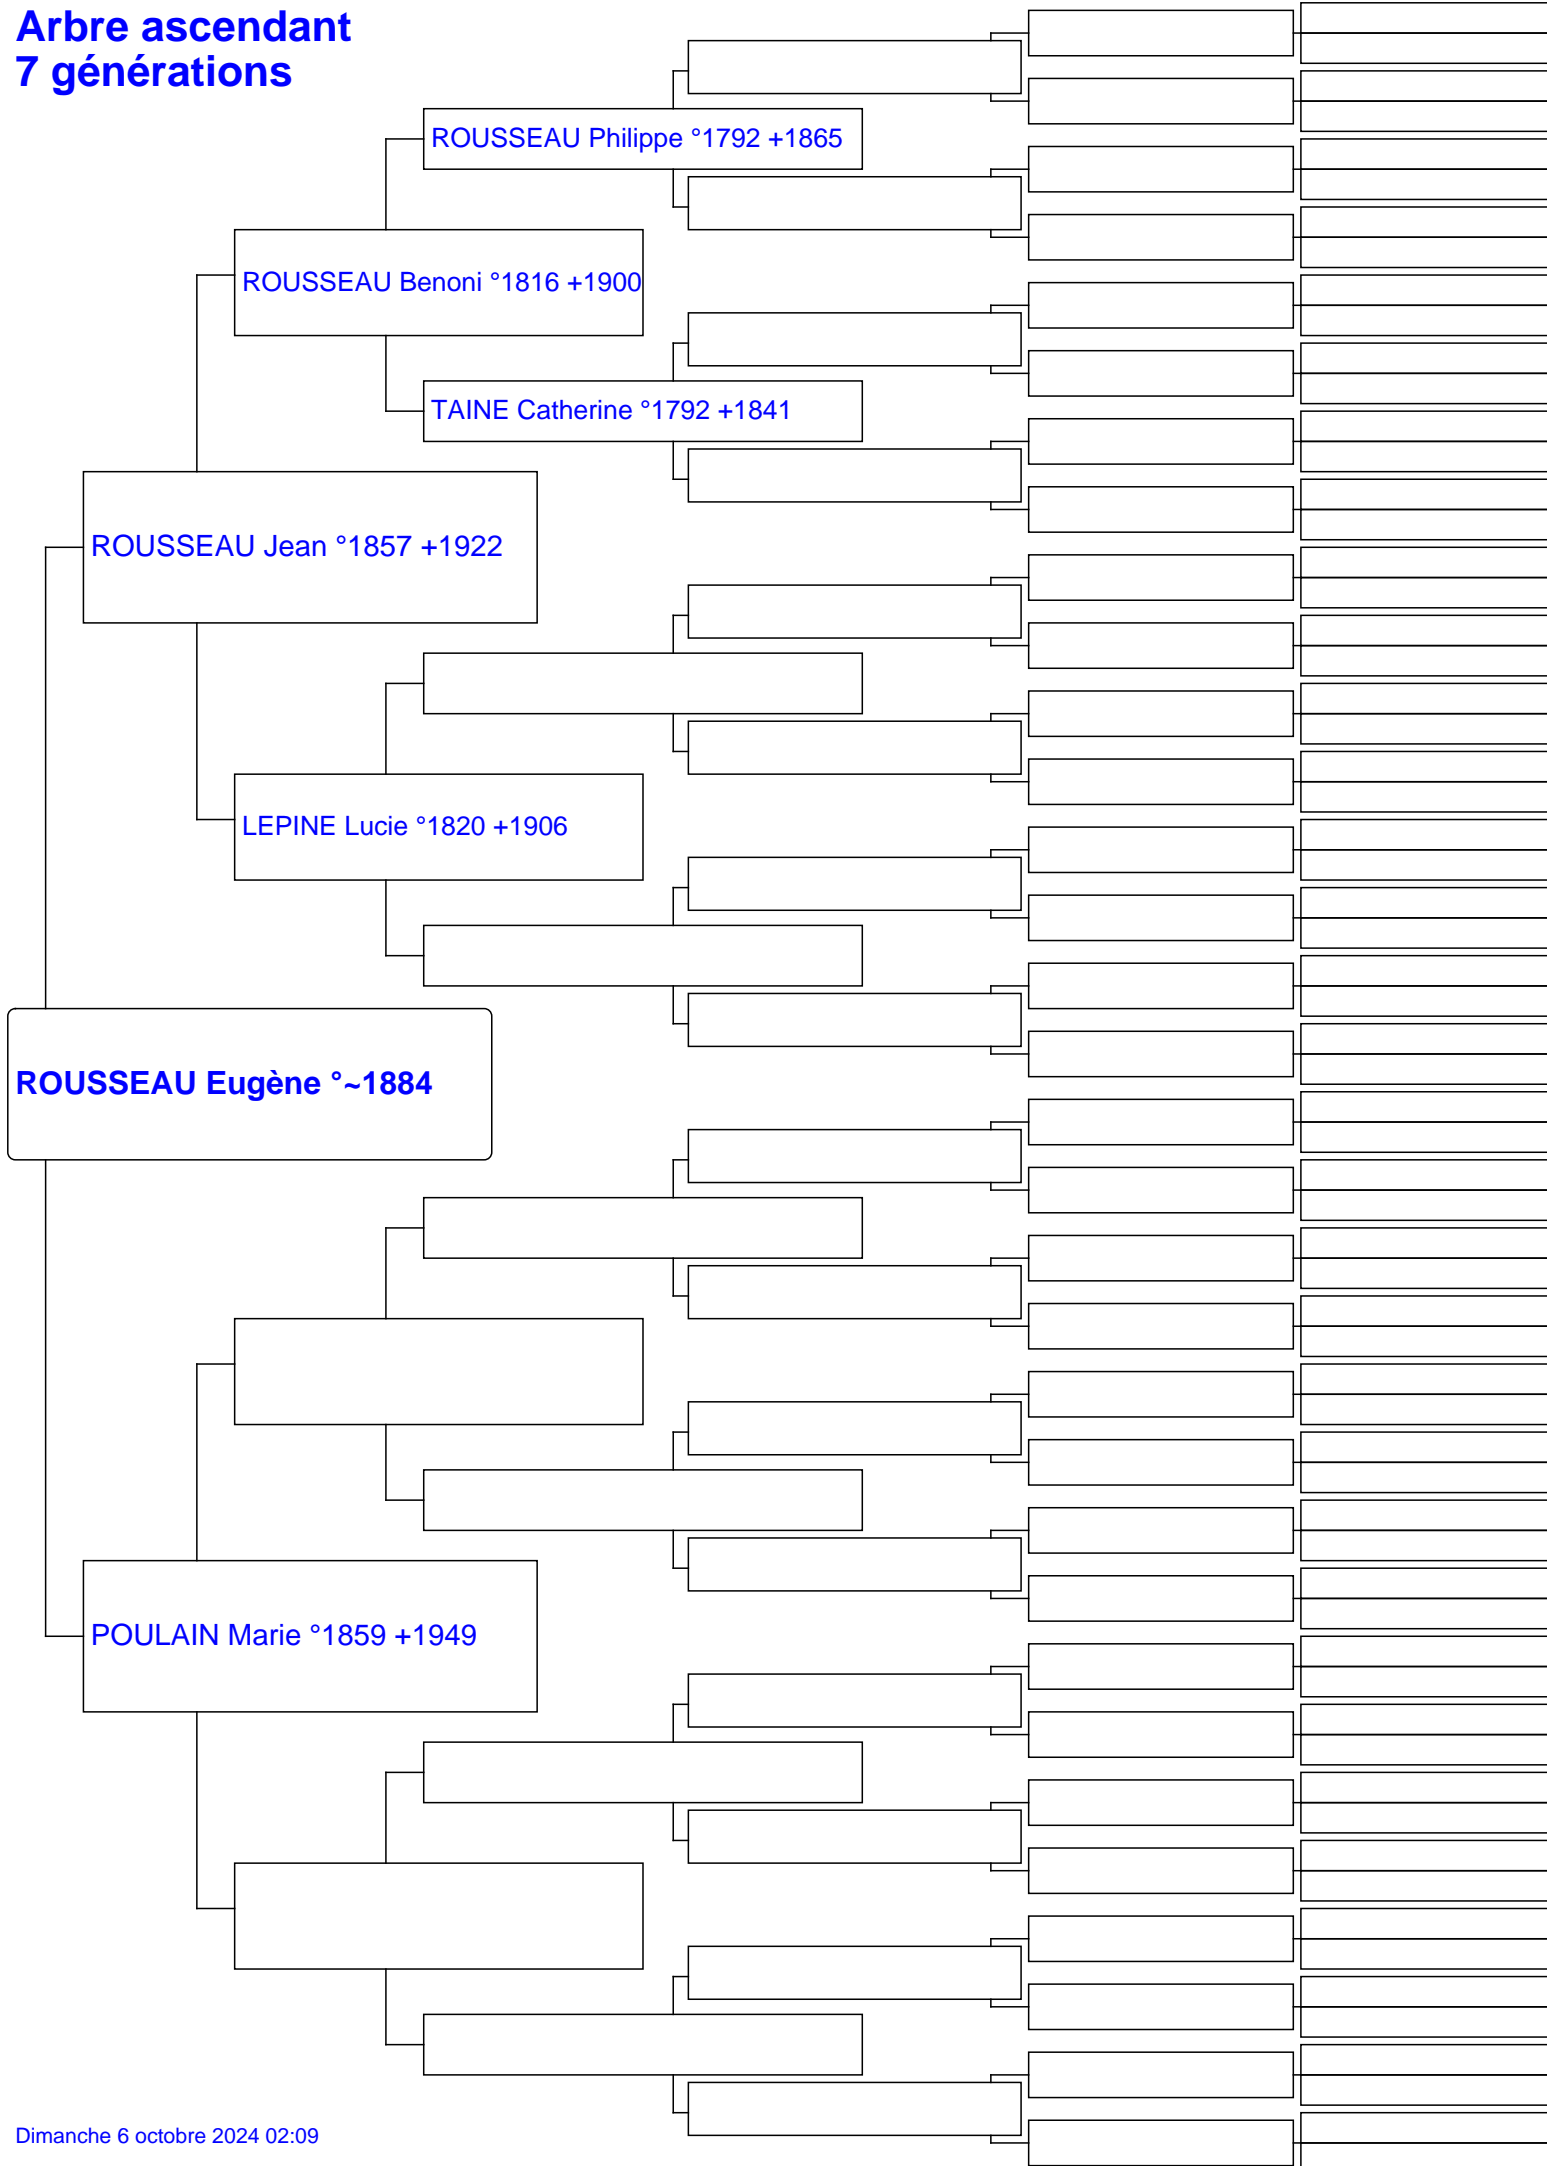 Arbre ascendant
7 générations
ROUSSEAU Philippe °1792 +1865
ROUSSEAU Benoni °1816 +1900
TAINE Catherine °1792 +1841
ROUSSEAU Jean °1857 +1922
LEPINE Lucie °1820 +1906
ROUSSEAU Eugène °~1884
POULAIN Marie °1859 +1949
Dimanche 6 octobre 2024 02:09